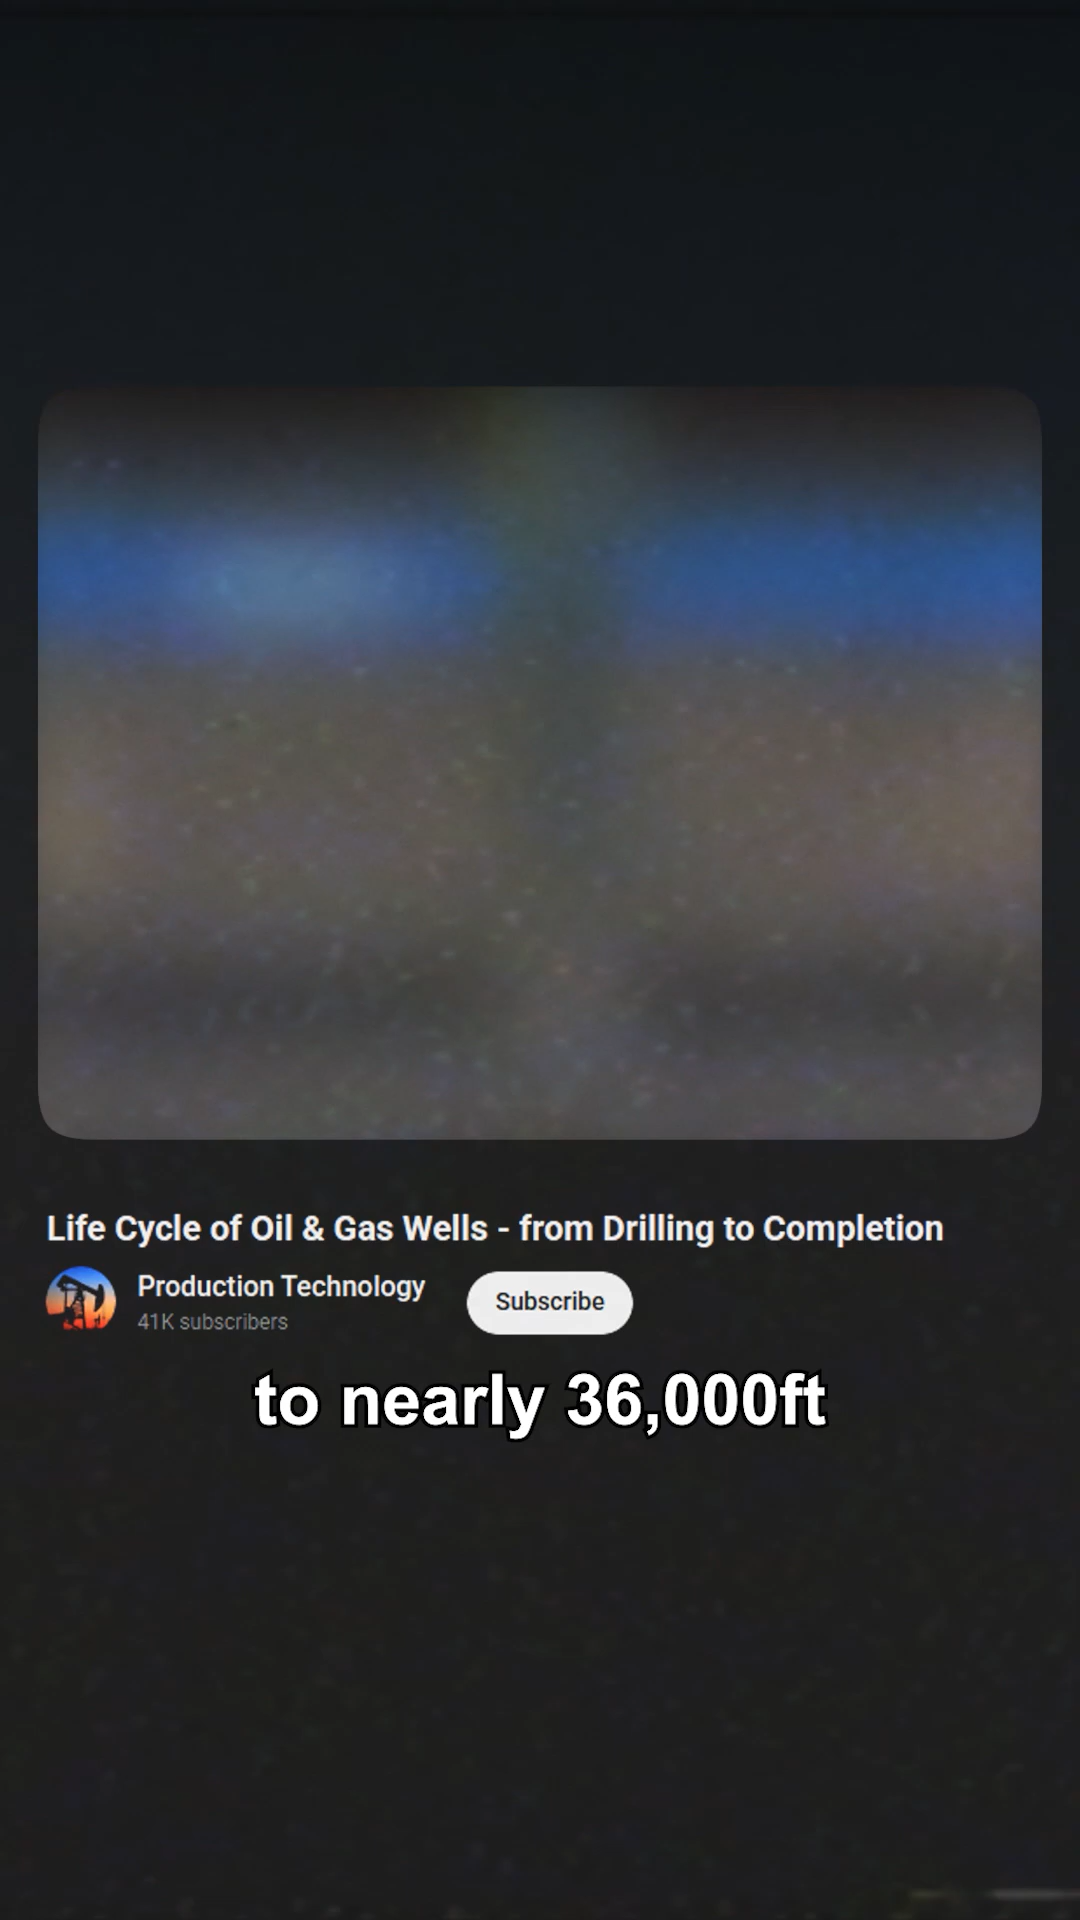 Life Cycle of Oil & Gas Wells - from Drilling to Completion
Production Technology
Subscribe
41K subscribers
to nearly 36,000ft